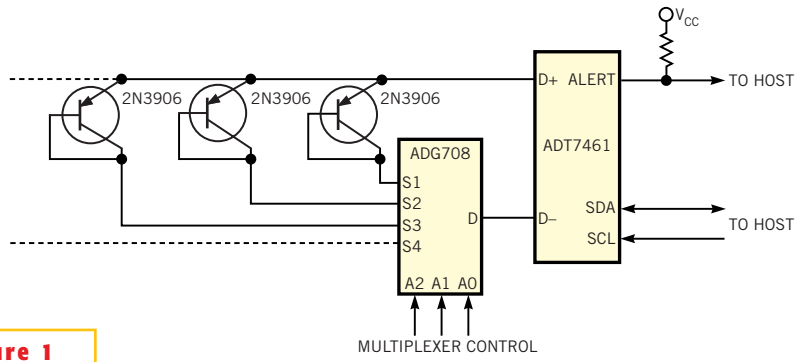 V CC
2N3906
2N3906
2N3906
D+
ALERT
TO HOST
ADG708
ADT7461
S1
S2
S3
S4
D
D–
SDA
SCL
TO HOST
A2 A1 A0
MULTIPLEXER CONTROL
ure 1